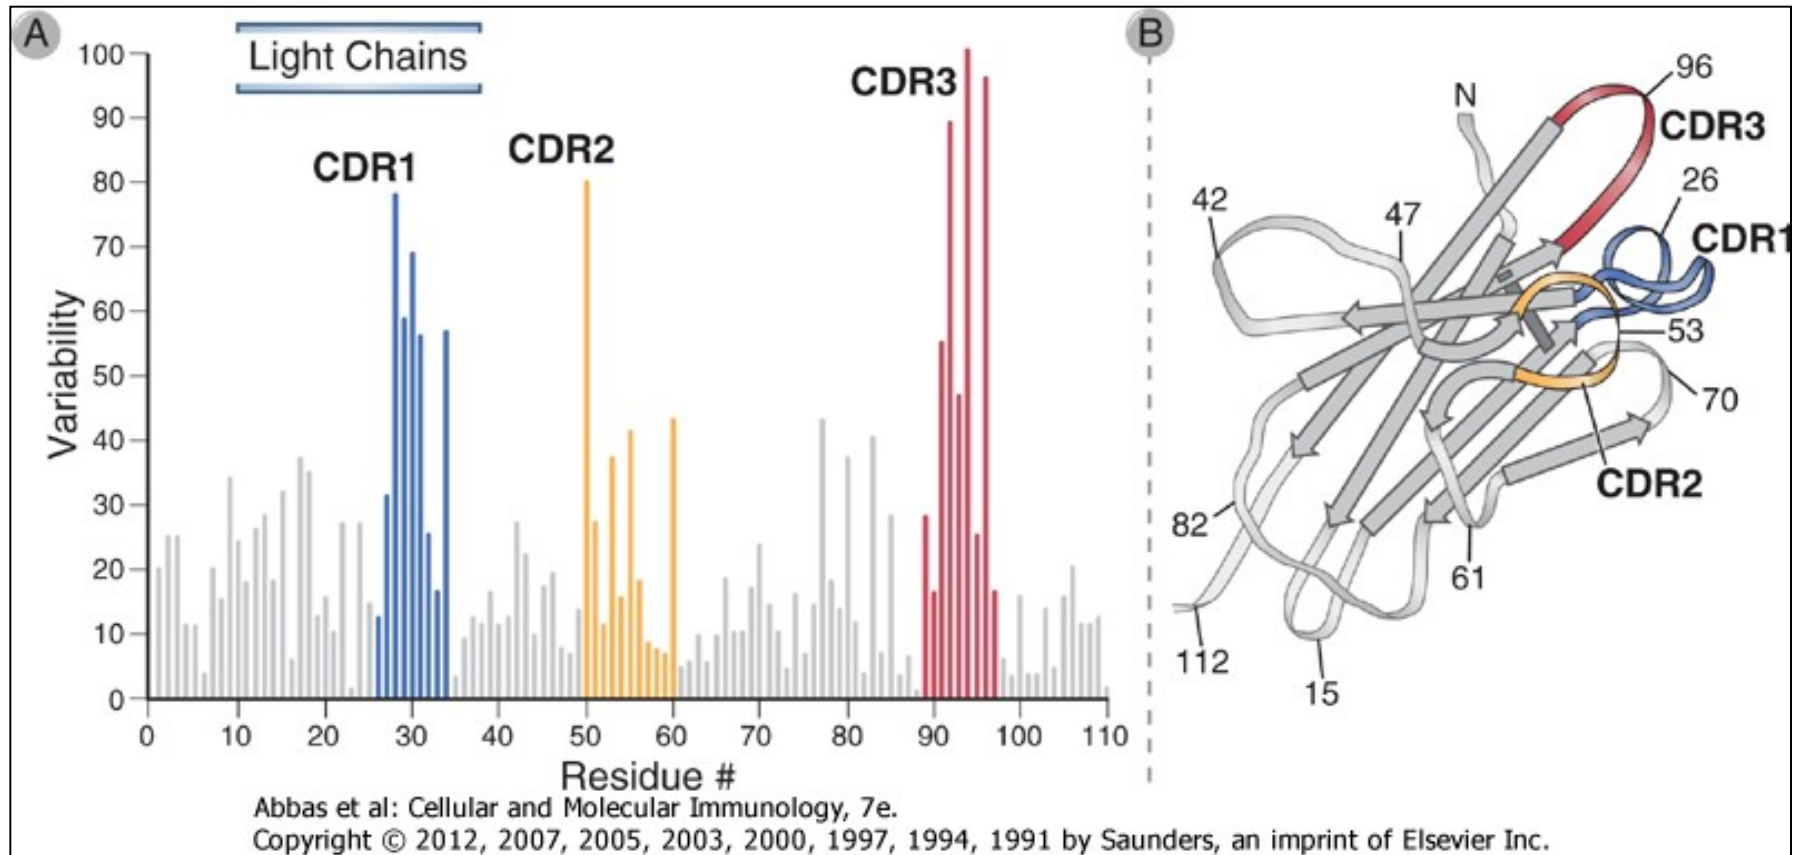 A
Light Chains
CDR1
CDR2
CDR3
Variability
100
90
80
70
60
50
40
30
20
10
0
0 10 20 30 40 50 60 70 80 90 100 110
Residue #
B
N
96
CDR3
26
CDR1
42
47
53
70
CDR2
82
61
112
15
Abbas et al: Cellular and Molecular Immunology, 7e.
Copyright © 2012, 2007, 2005, 2003, 2000, 1997, 1994, 1991 by Saunders, an imprint of Elsevier Inc.